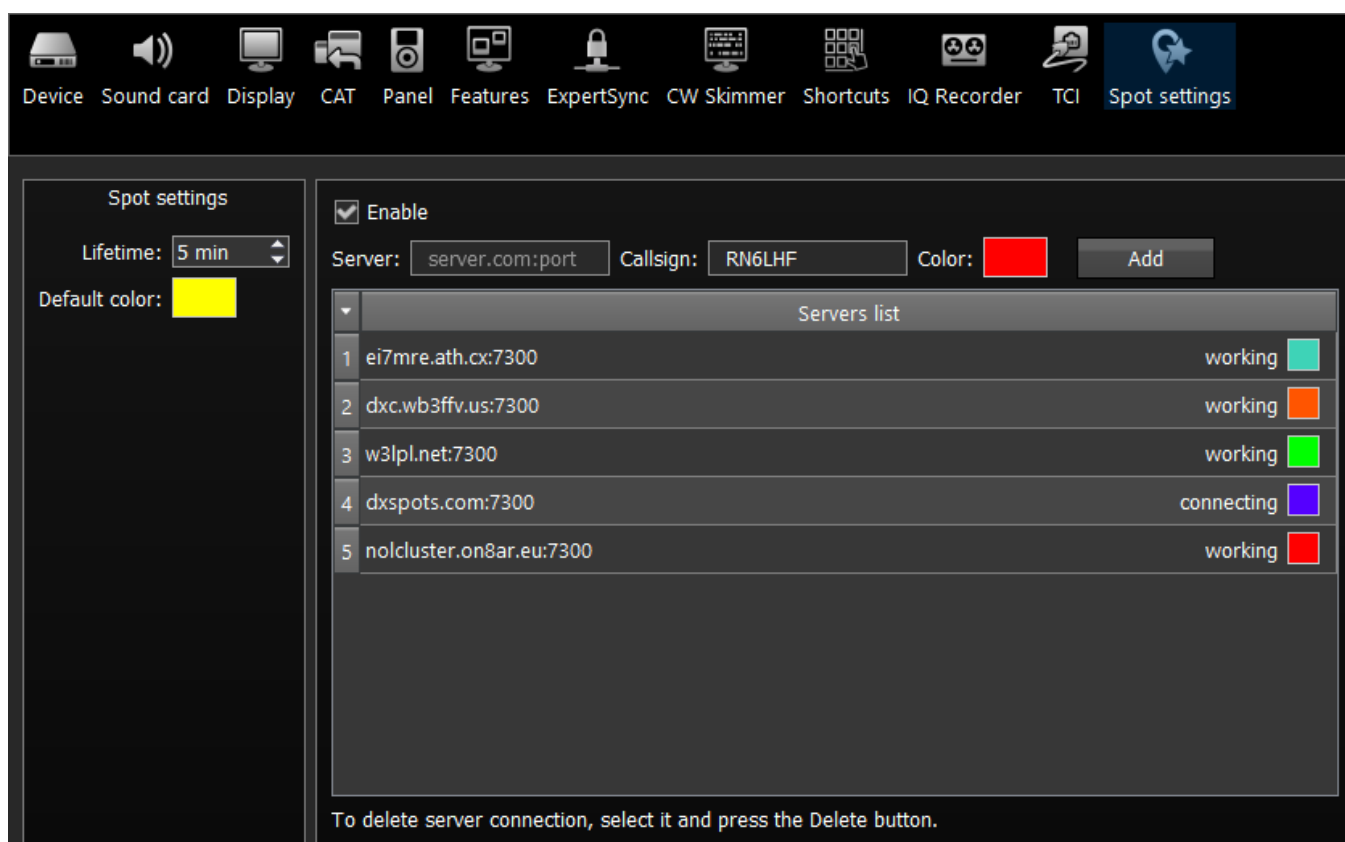 Device Sound card Display CAT Panel Features ExpertSync CW Skimmer Shortcuts IQ Recorder TCI Spot settings
Spot settings
Lifetime: 5 min
Default color:
Enable
Server: server.com:port Callsign: RN6LHF Color: Add
Servers list
1 ei7mre.ath.cx:7300 working
2 dxc.wb3ffv.us:7300 working
3 w3lpl.net:7300 working
4 dxspots.com:7300 connecting
5 nolcluster.on8ar.eu:7300 working
To delete server connection, select it and press the Delete button.